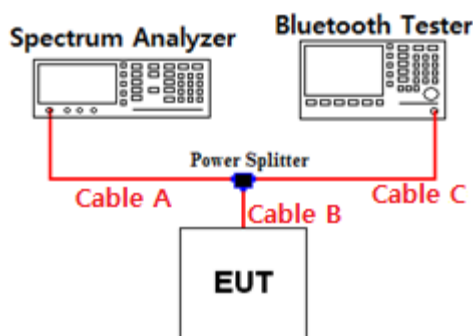 Spectrum Analyzer
Bluetooth Tester
Power Splitter
Cable A
Cable B
Cable C
EUT